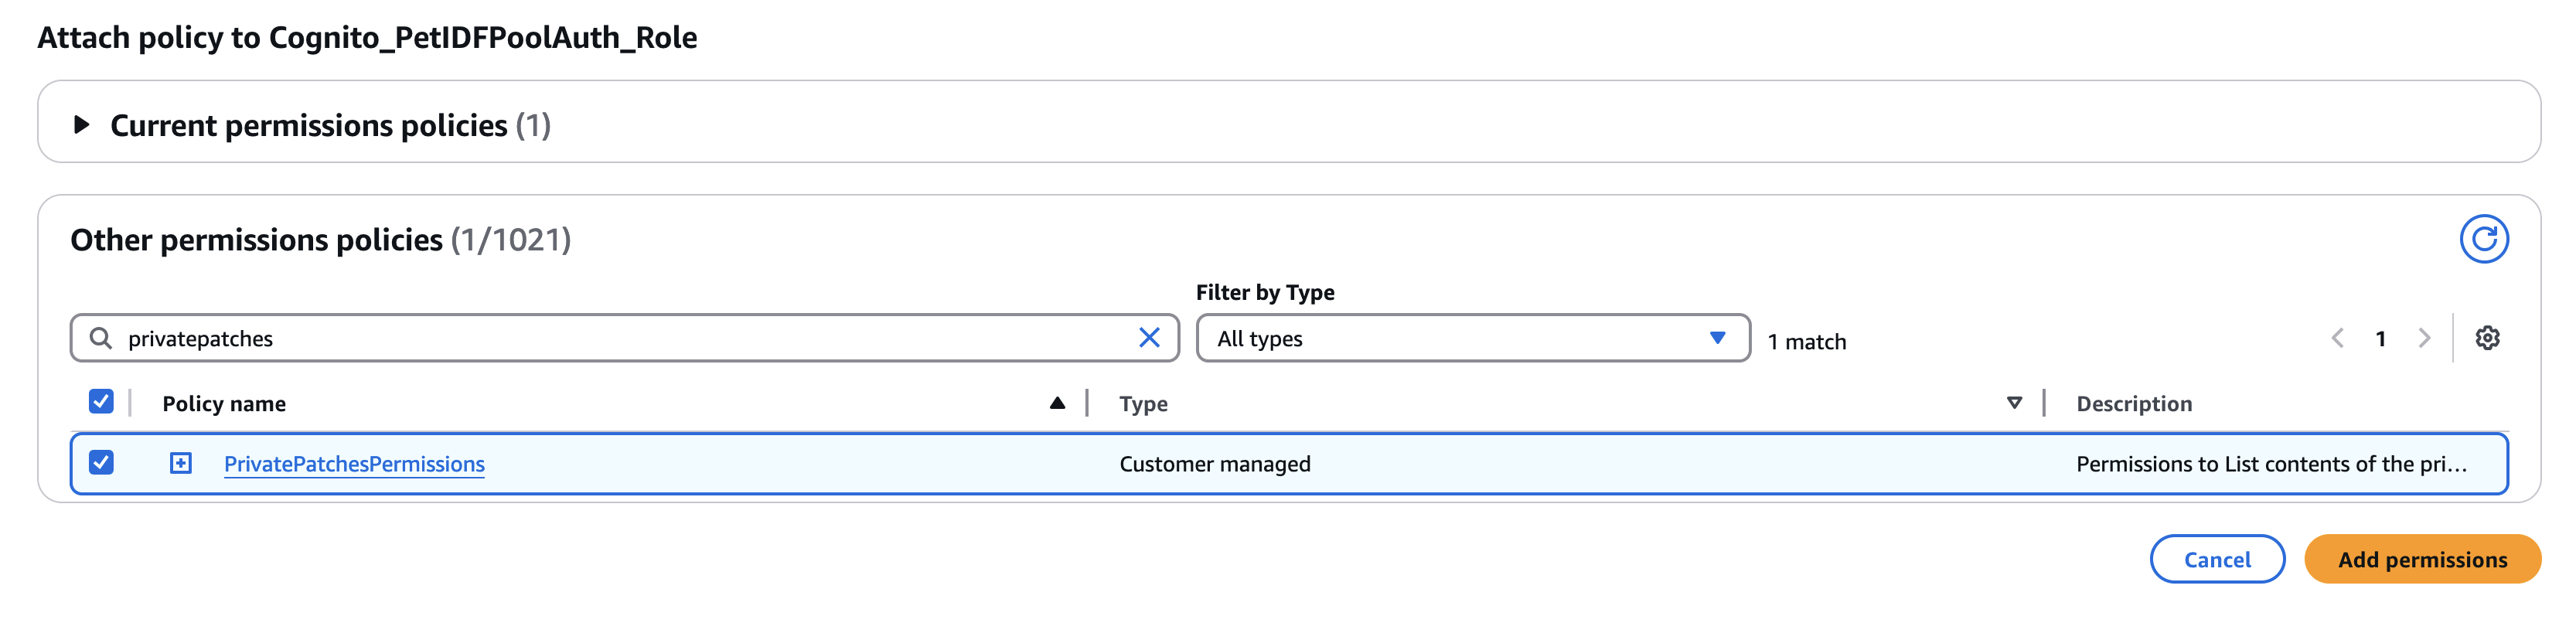 Attach policy to Cognito_PetIDFPoolAuth_Role
Current permissions policies (1)
Other permissions policies (1/1021)
Filter by Type
privatepatches
All types
1 match
1
Policy name
Type
Description
PrivatePatchesPermissions
Customer managed
Permissions to List contents of the pri...
Cancel
Add permissions